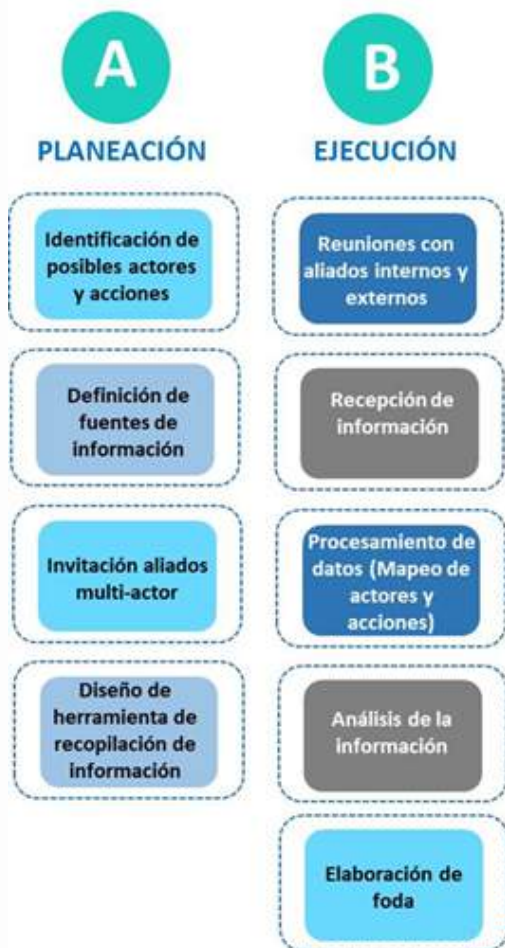 A
PLANEACIÓN
Identificación de
posibles actores
y acciones
Definición de
fuentes de
información
Invitación aliados
multi-actor
Diseño de
herramienta de
recopilación de
información
B
EJECUCIÓN
Reuniones con
aliados internos y
externos
Recepción de
información
Procesamiento de
datos (Mapeo de
actores y
acciones)
Análisis de la
información
Elaboración de
foda